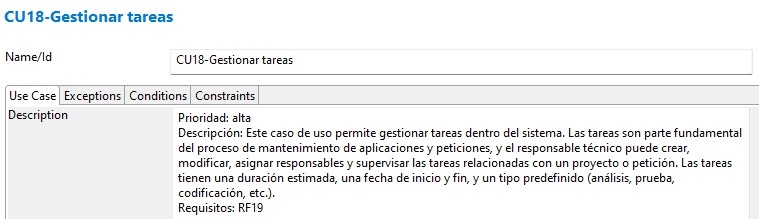 CU18-Gestionar tareas
Name/Id CU18-Gestionar tareas
Use Case Exceptions Conditions Constraints
Description Prioridad: alta
Descripción: Este caso de uso permite gestionar tareas dentro del sistema. Las tareas son parte fundamental
del proceso de mantenimiento de aplicaciones y peticiones, y el responsable técnico puede crear,
modificar, asignar responsables y supervisar las tareas relacionadas con un proyecto o petición. Las tareas
tienen una duración estimada, una fecha de inicio y fin, y un tipo predefinido (análisis, prueba,
codificación, etc.).
Requisitos: RF19